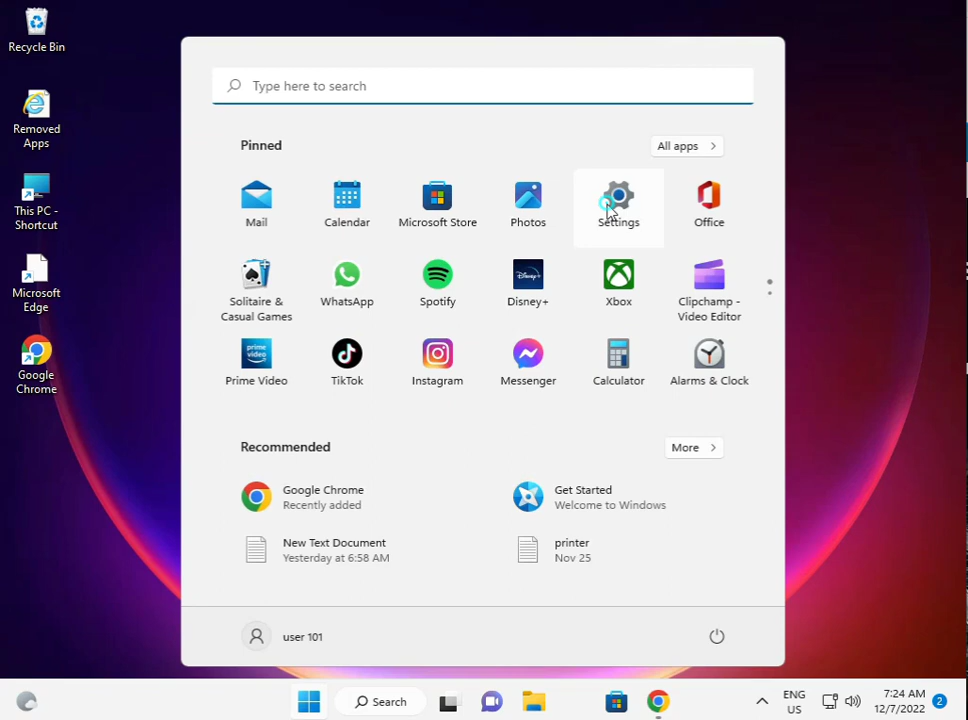 Recycle Bin
Removed
Apps
This PC -
Shortcut
Microsoft
Edge
Google
Chrome
Type here to search
Pinned
All apps
Mail
Calendar
Microsoft Store
Photos
Settings
Office
Solitaire &
Casual Games
WhatsApp
Spotify
Disney+
Xbox
Clipchamp -
Video Editor
prime video
Prime Video
TikTok
Instagram
Messenger
Calculator
Alarms & Clock
Recommended
More
Google Chrome
Recently added
Get Started
Welcome to Windows
New Text Document
Yesterday at 6:58 AM
printer
Nov 25
user 101
Search
ENG
US
7:24 AM
12/7/2022
2